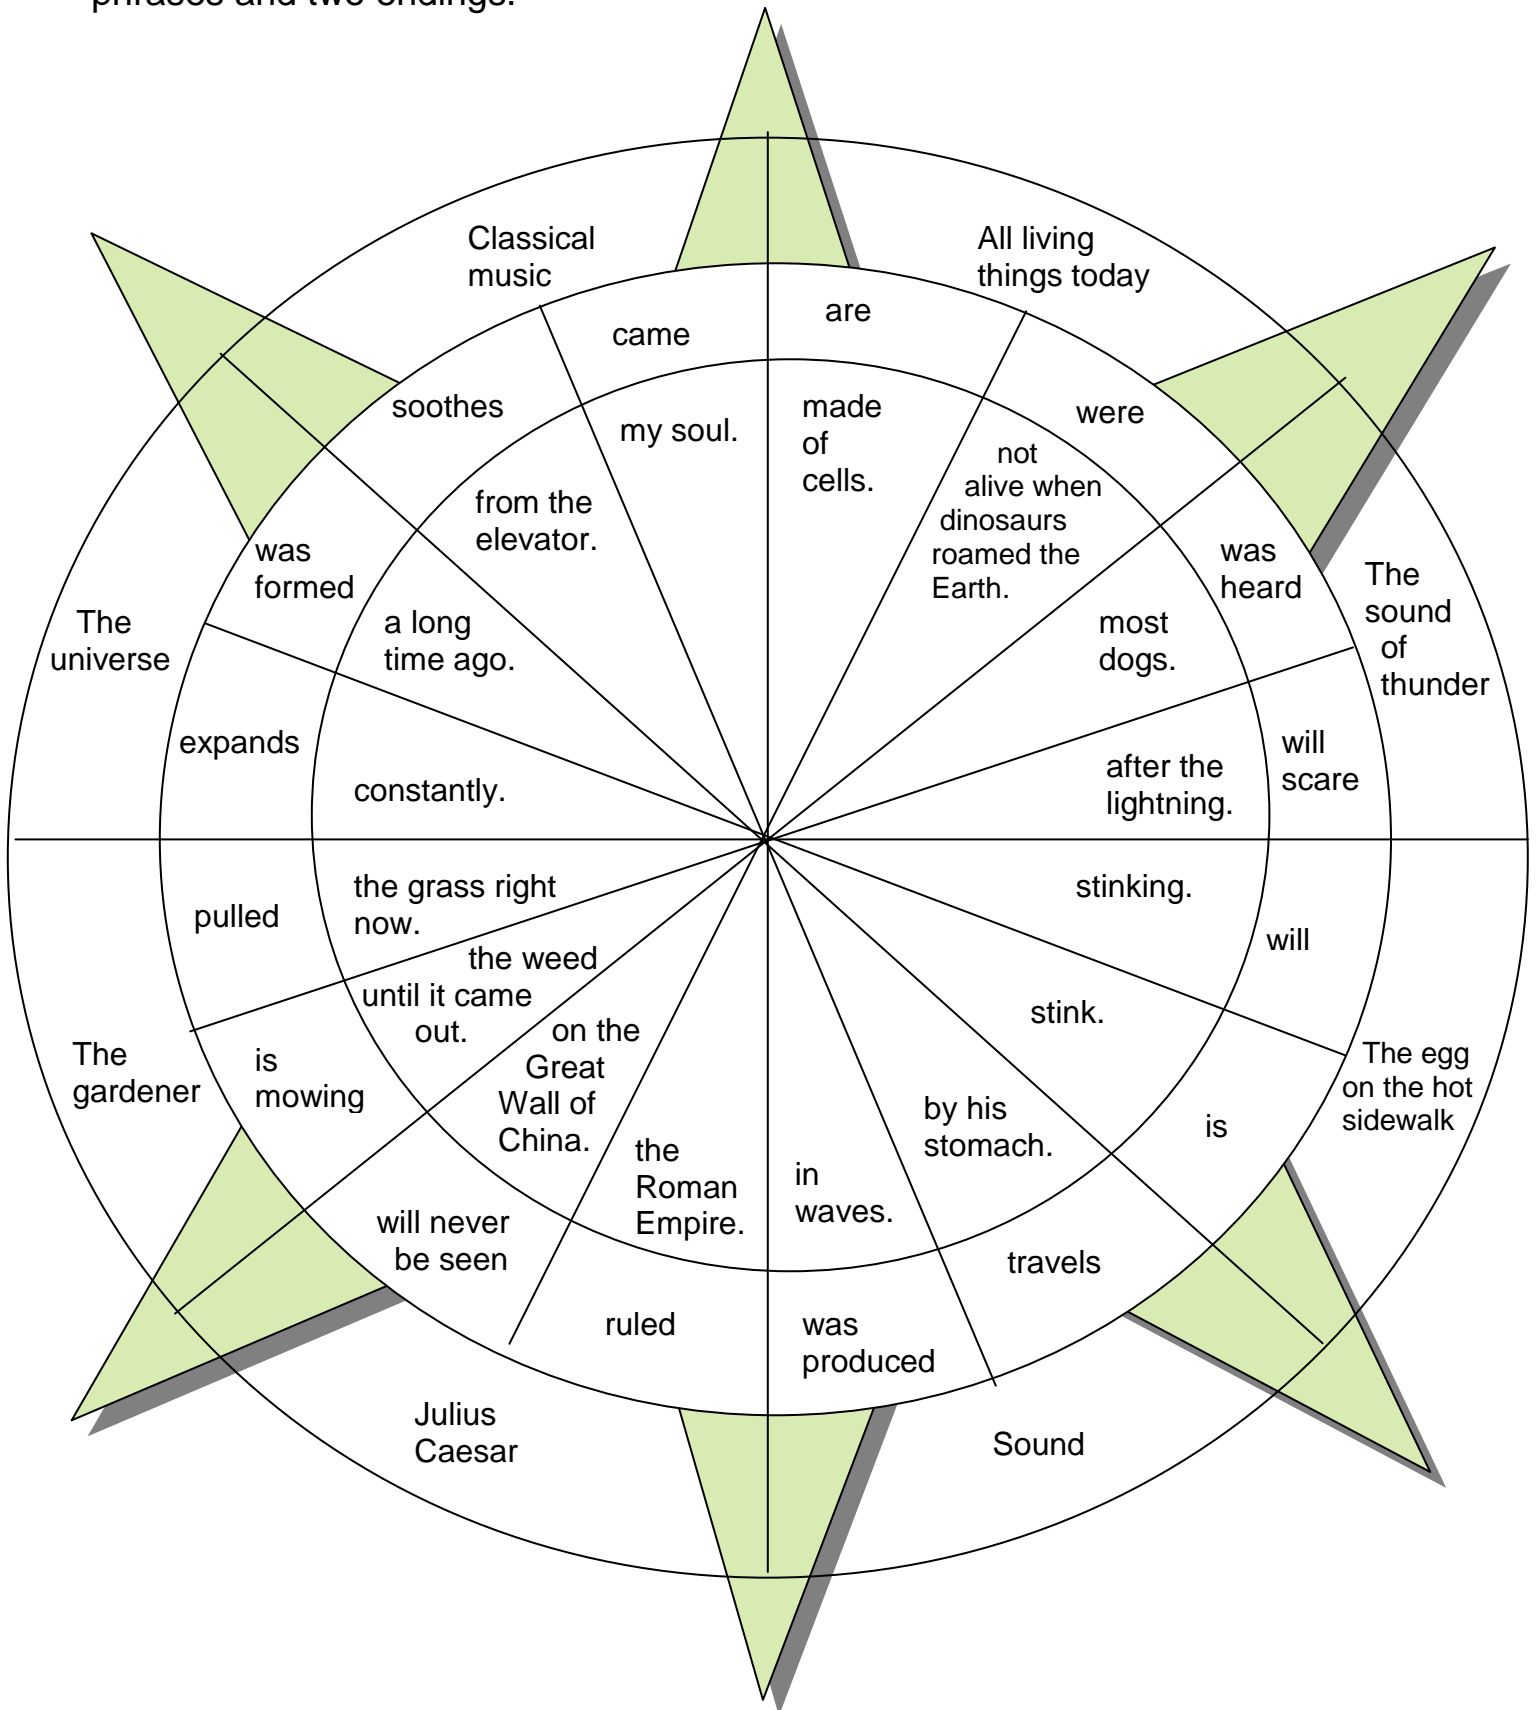 phrases and two endings.
Classical
music
All living
things today
came
are
soothes
were
my soul.
made
of
cells.
not
alive when
dinosaurs
roamed the
Earth.
from the
elevator.
was
formed
was
heard
The
sound
of
thunder
The
universe
a long
time ago.
most
dogs.
expands
constantly.
after the
lightning.
will
scare
pulled
the grass right
now.
stinking.
will
the weed
until it came
out.
stink.
The
gardener
is
mowing
on the
Great
Wall of
China.
the
Roman
Empire.
in
waves.
by his
stomach.
is
The egg
on the hot
sidewalk
will never
be seen
ruled
was
produced
travels
Julius
Caesar
Sound